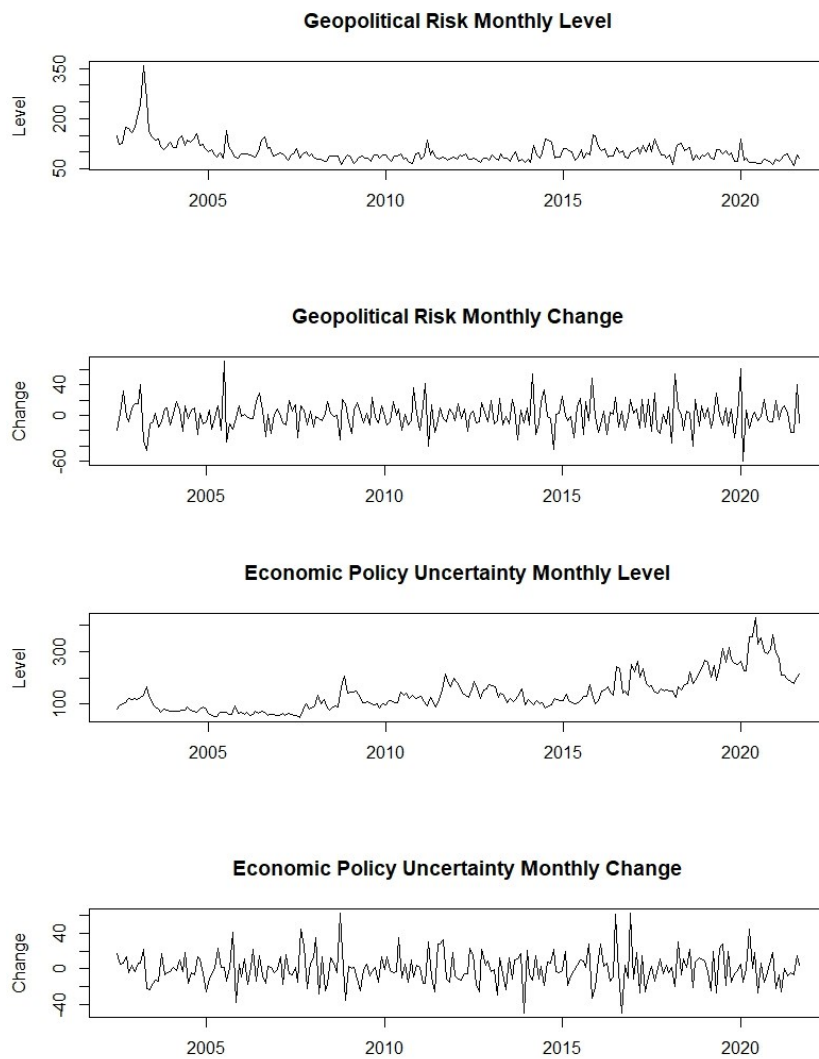 Geopolitical Risk Monthly Level
Level
350
200
50
2005 2010 2015 2020
Geopolitical Risk Monthly Change
Change
40
0
-60
2005 2010 2015 2020
Economic Policy Uncertainty Monthly Level
Level
300
100
2005 2010 2015 2020
Economic Policy Uncertainty Monthly Change
Change
40
0
-40
2005 2010 2015 2020